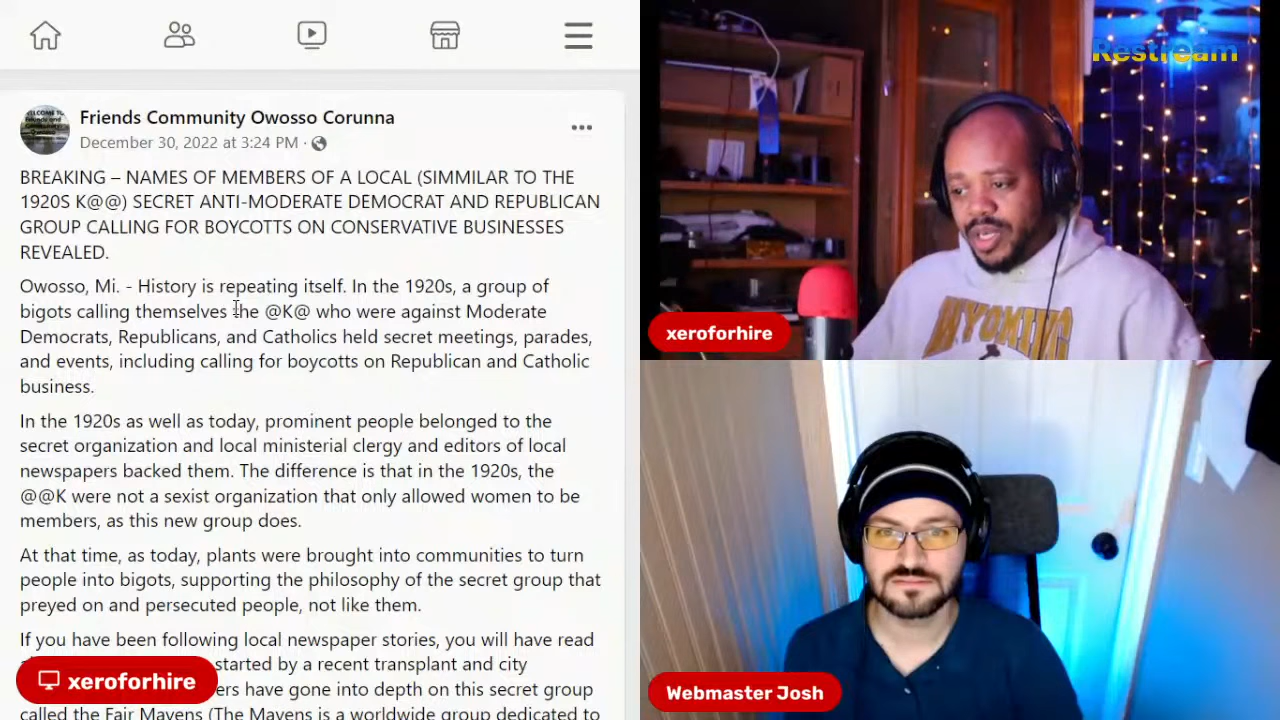 Friends Community Owosso Corunna
December 30, 2022 at 3:24 PM ·
BREAKING – NAMES OF MEMBERS OF A LOCAL (SIMMILAR TO THE
1920S K@@) SECRET ANTI-MODERATE DEMOCRAT AND REPUBLICAN
GROUP CALLING FOR BOYCOTTS ON CONSERVATIVE BUSINESSES
REVEALED.
Owosso, Mi. - History is repeating itself. In the 1920s, a group of
bigots calling themselves the @K@ who were against Moderate
Democrats, Republicans, and Catholics held secret meetings, parades,
and events, including calling for boycotts on Republican and Catholic
business.
In the 1920s as well as today, prominent people belonged to the
secret organization and local ministerial clergy and editors of local
newspapers backed them. The difference is that in the 1920s, the
@@K were not a sexist organization that only allowed women to be
members, as this new group does.
At that time, as today, plants were brought into communities to turn
people into bigots, supporting the philosophy of the secret group that
preyed on and persecuted people, not like them.
If you have been following local newspaper stories, you will have read
started by a recent transplant and city
ers have gone into depth on this secret group
called the Fair Mavens (The Mavens is a worldwide group dedicated to
xeroforhire
Restream
WYOMING
xeroforhire
Webmaster Josh